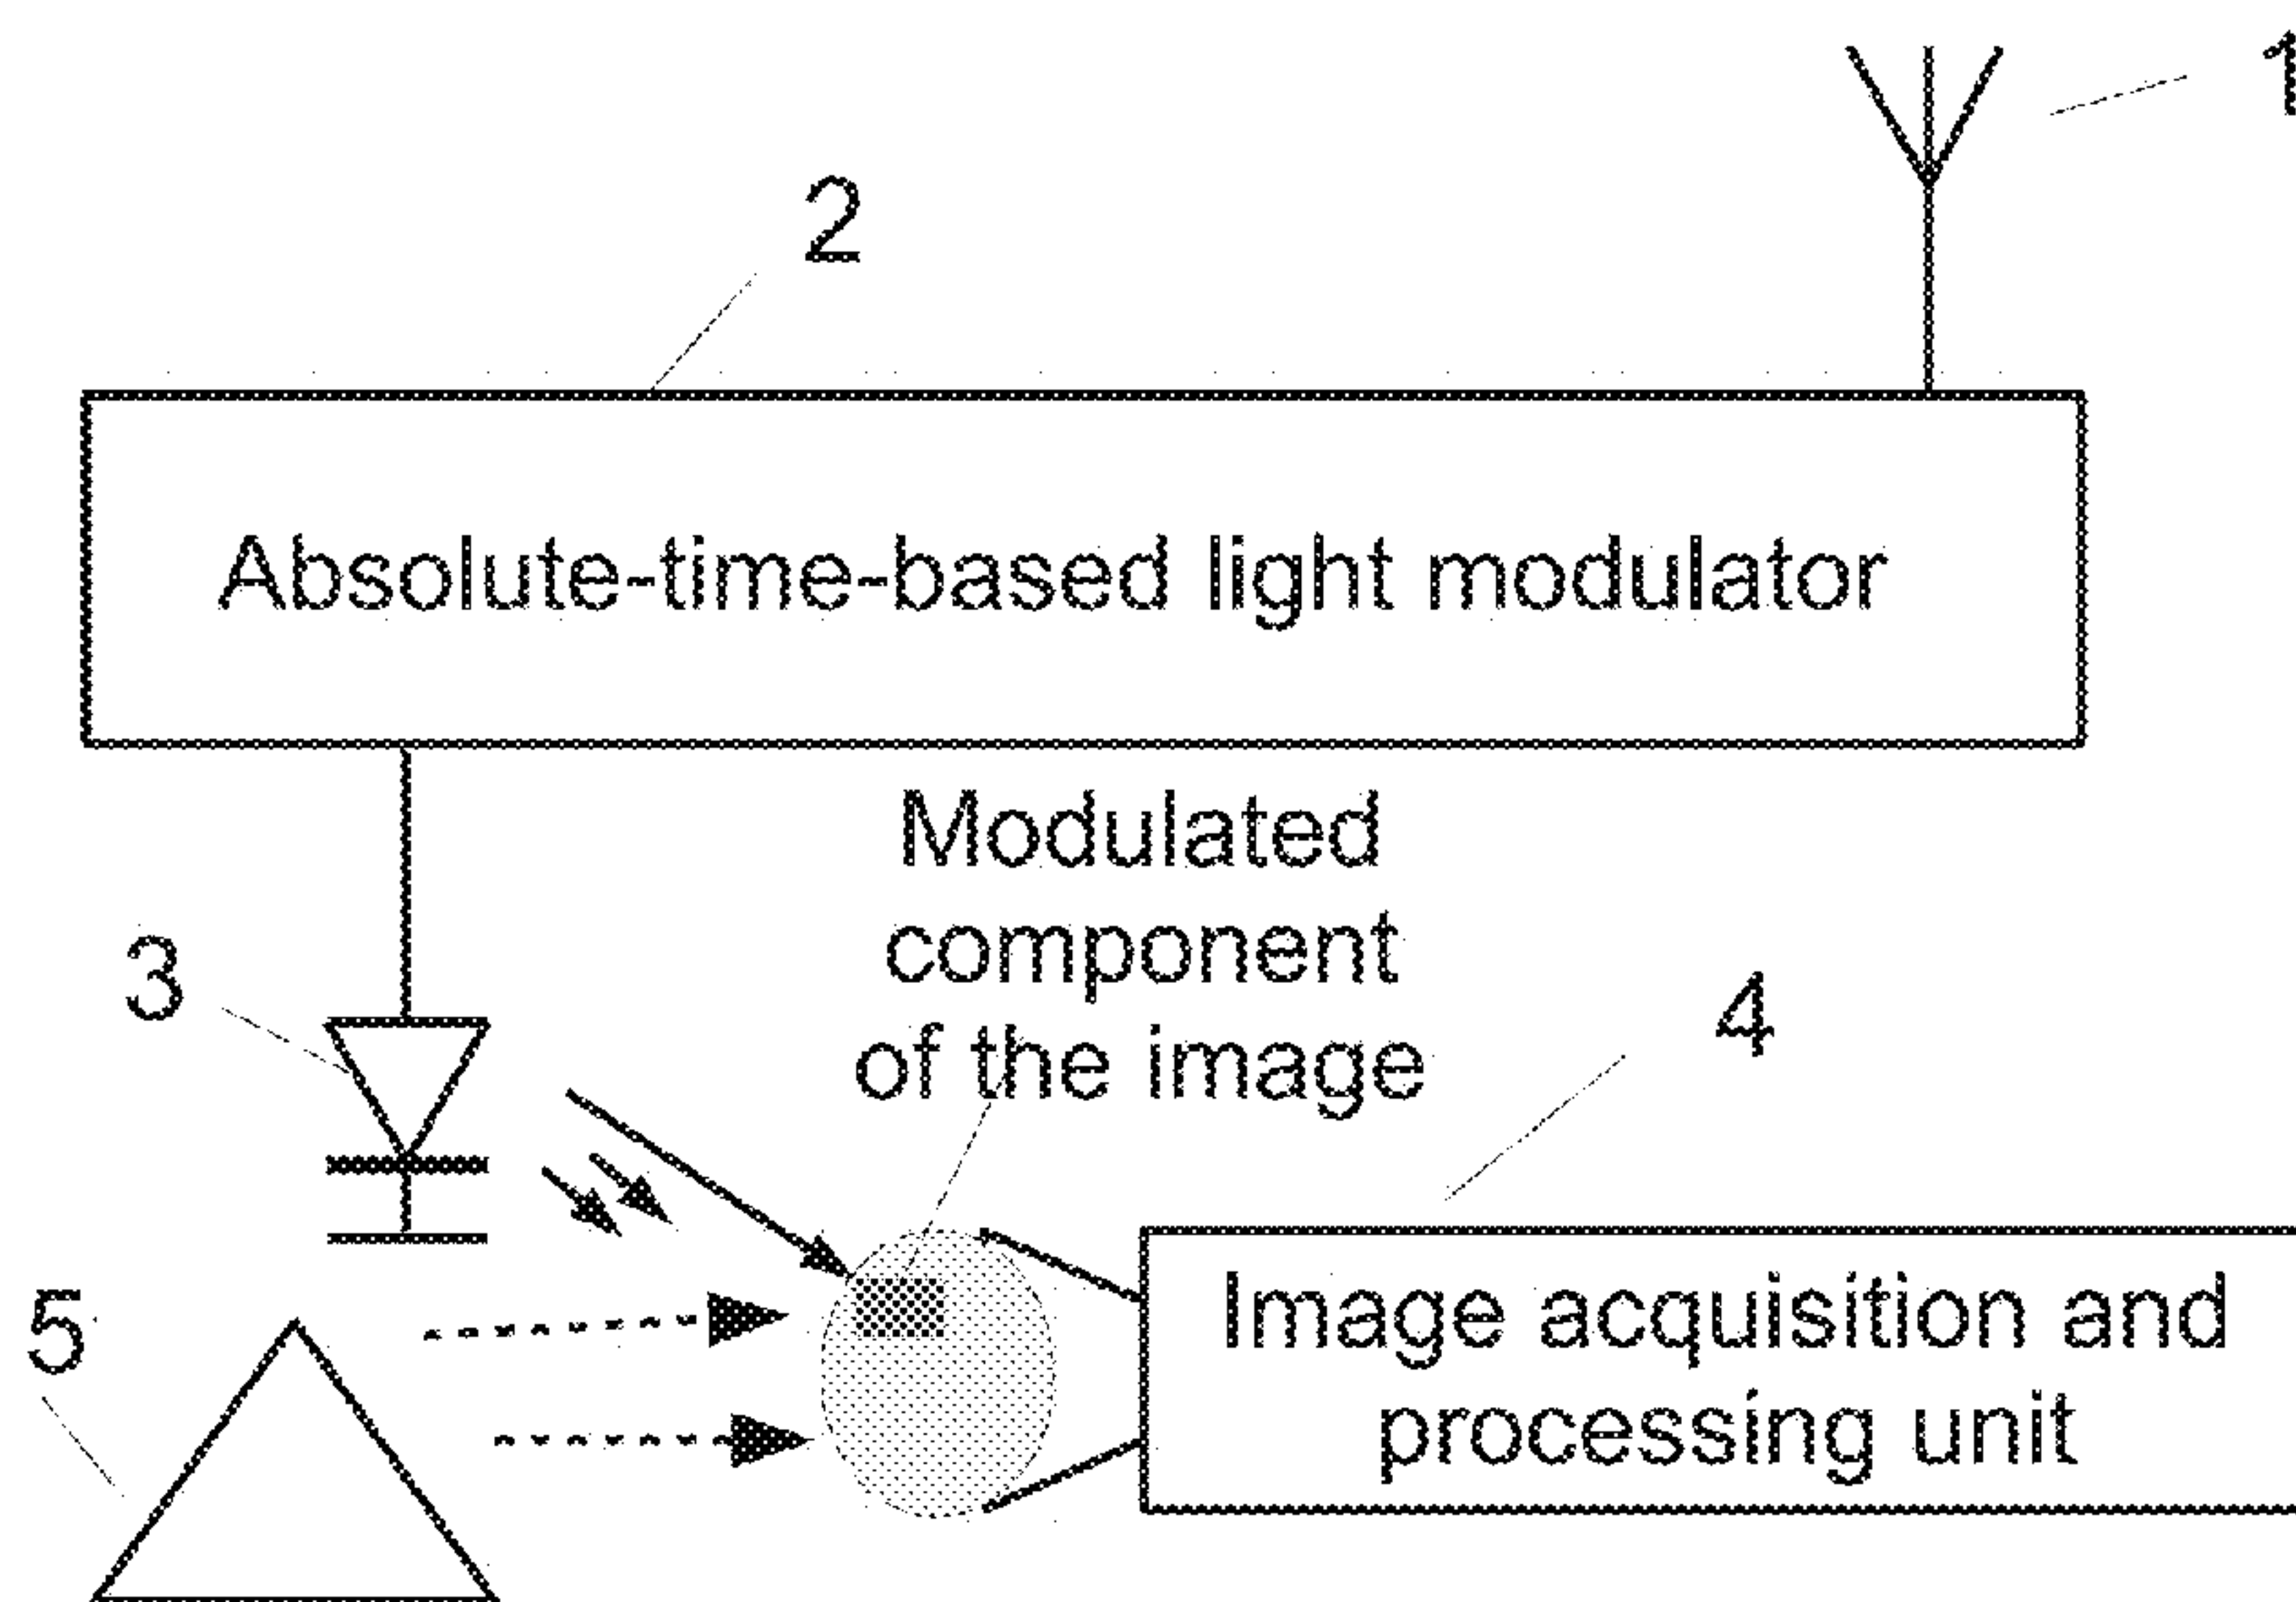 1
2
Absolute-time-based light modulator
Modulated
component
of the image
3
4
5
Image acquisition and
processing unit